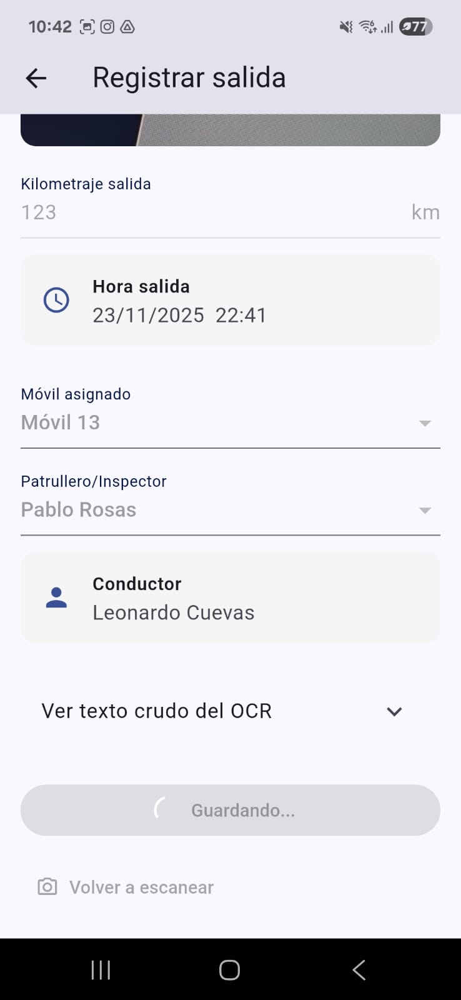 10:42
77
Registrar salida
Kilometraje salida
123 km
Hora salida
23/11/2025 22:41
Móvil asignado
Móvil 13
Patrullero/Inspector
Pablo Rosas
Conductor
Leonardo Cuevas
Ver texto crudo del OCR
Guardando...
Volver a escanear